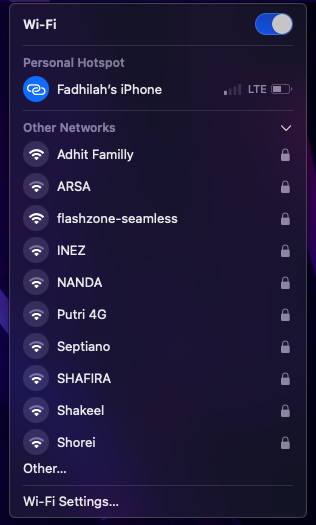 Wi-Fi
Personal Hotspot
Fadhilah’s iPhone LTE
Other Networks
Adhit Familly
ARSA
flashzone-seamless
INEZ
NANDA
Putri 4G
Septiano
SHAFIRA
Shakeel
Shorei
Other...
Wi-Fi Settings...